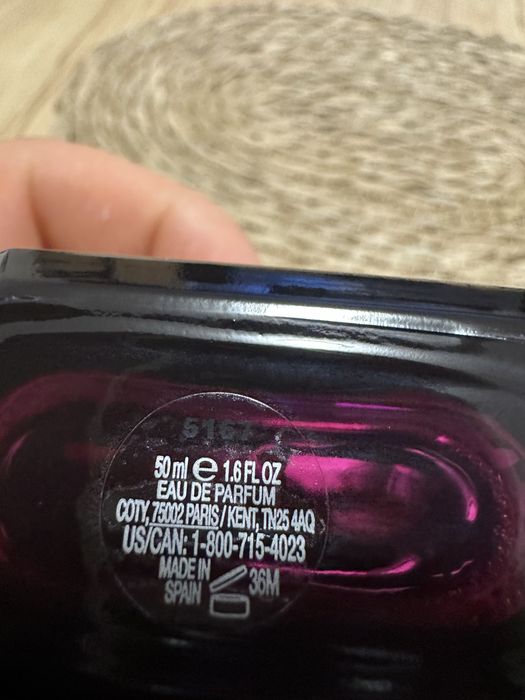 50 ml e 1.6 FL OZ
EAU DE PARFUM
COTY, 75002 PARIS / KENT, TN25 4AQ
US/CAN: 1-800-715-4023
MADE IN
SPAIN
36M